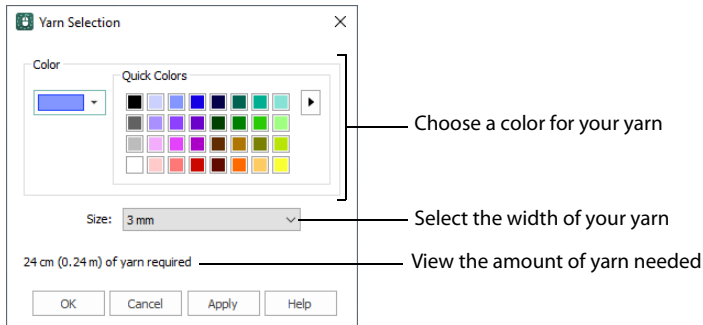 Yarn Selection
Color
Quick Colors
Choose a color for your yarn
Size: 3 mm
Select the width of your yarn
24 cm (0.24 m) of yarn required
View the amount of yarn needed
OK Cancel Apply Help